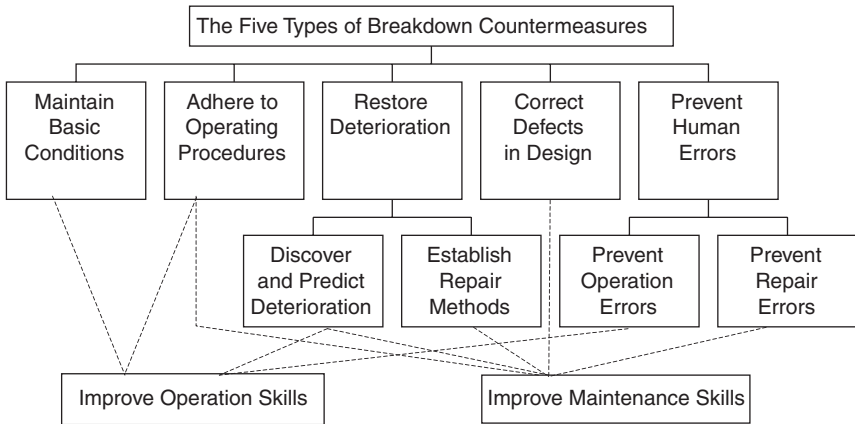 The Five Types of Breakdown Countermeasures
Maintain
Basic
Conditions
Adhere to
Operating
Procedures
Restore
Deterioration
Correct
Defects
in Design
Prevent
Human
Errors
Discover
and Predict
Deterioration
Establish
Repair
Methods
Prevent
Operation
Errors
Prevent
Repair
Errors
Improve Operation Skills
Improve Maintenance Skills